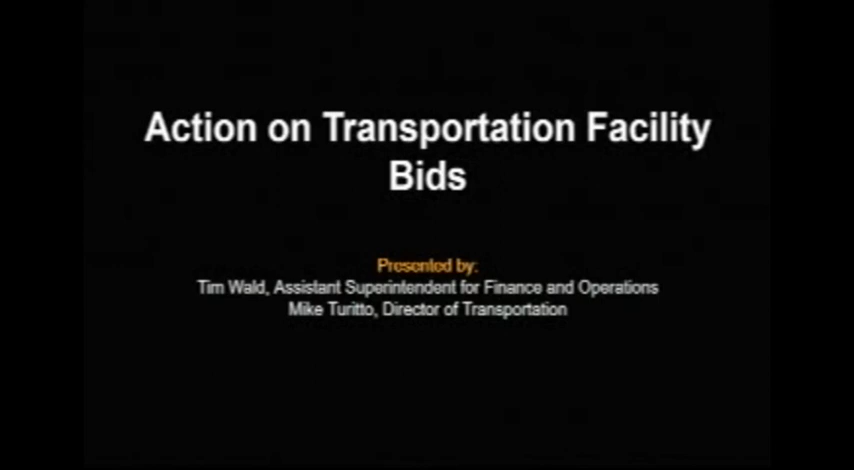 Action on Transportation Facility
Bids
Presented by:
Tim Wald, Assistant Superintendent for Finance and Operations
Mike Turitto, Director of Transportation